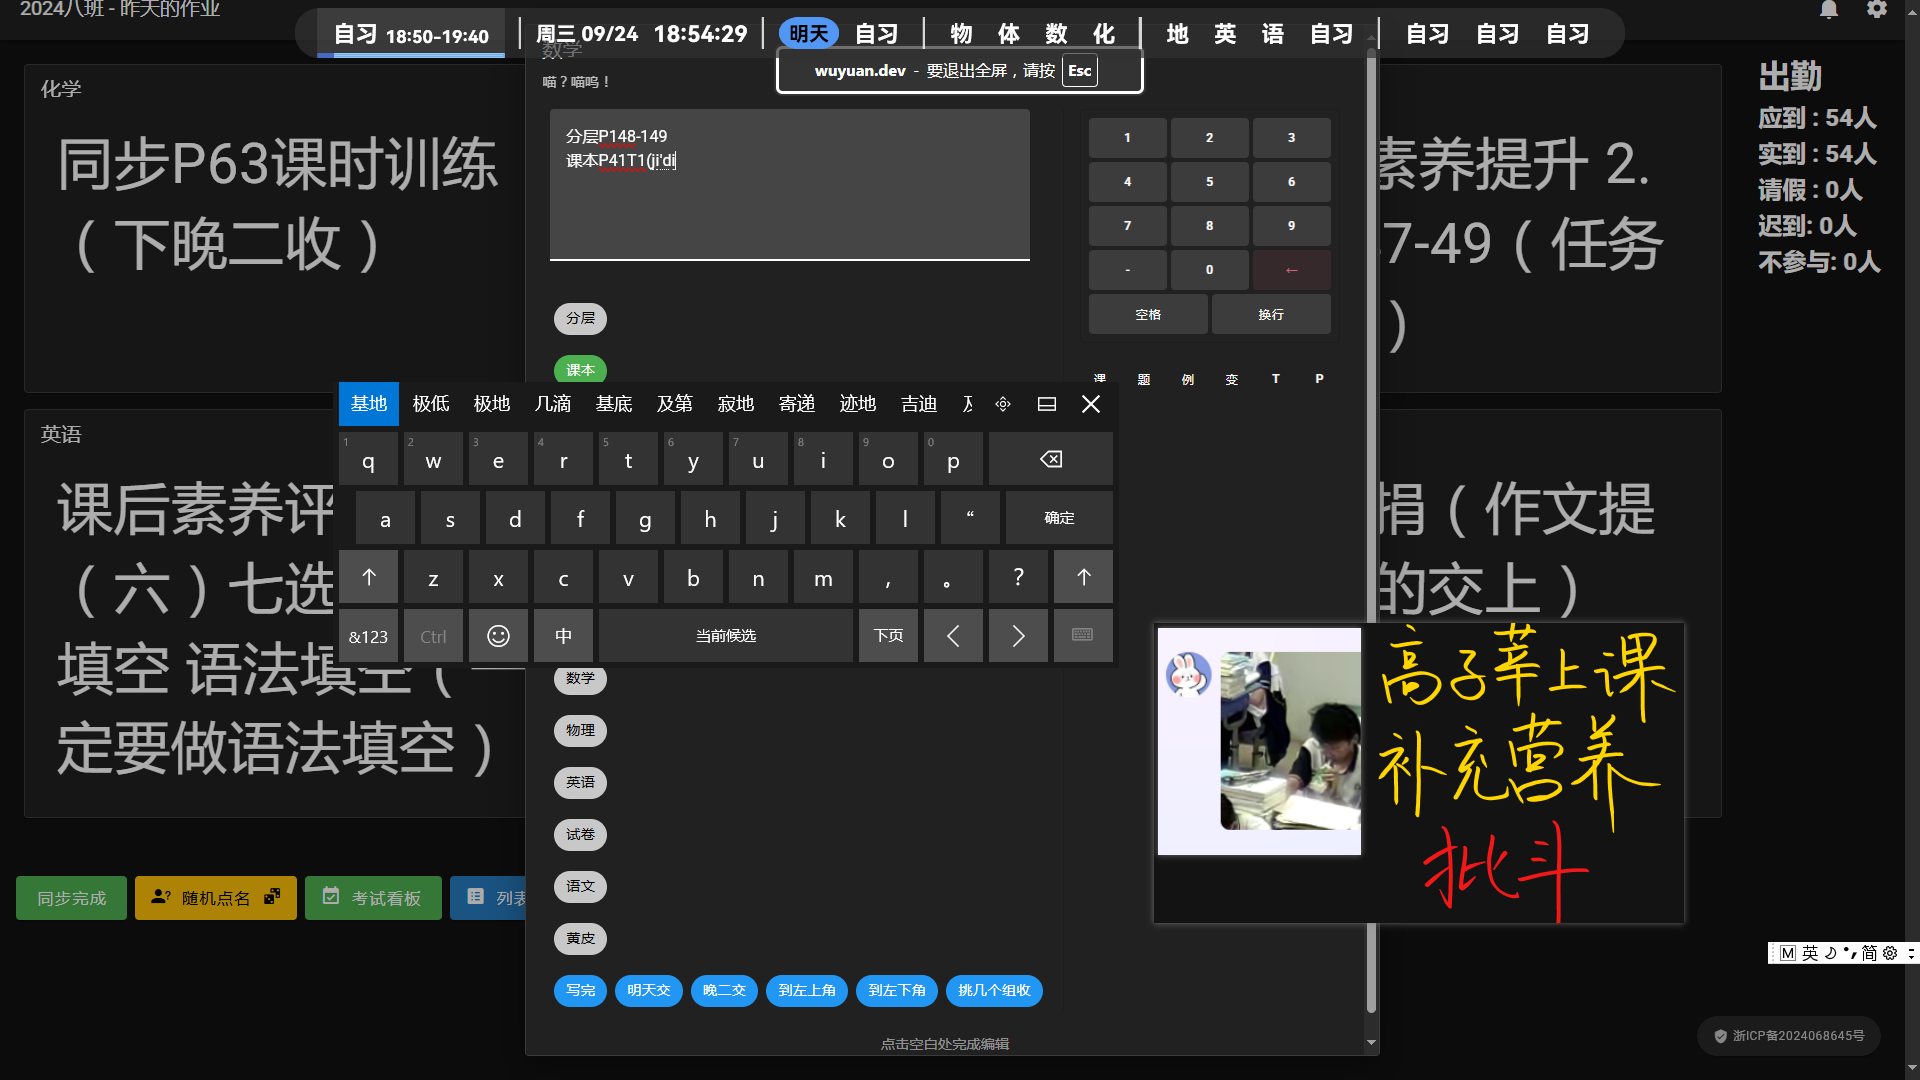 2024八班 - 昨天的作业
自习 18:50-19:40
周三 09/24 18:54:29
明天 自习
物 体 数 化
地 英 语 自习
自习 自习 自习
wuyuan.dev - 要退出全屏，请按 Esc
数学
喵？喵呜！
分层P148-149
课本P41T1(ji'di
1 2 3
4 5 6
7 8 9
- 0 ←
空格 换行
课 题 例 变 T P
分层
课本
化学
同步P63课时训练
（下晚二收）
素养提升 2.
7-49（任务
）
出勤
应到 : 54人
实到 : 54人
请假 : 0人
迟到: 0人
不参与: 0人
基地 极低 极地 几滴 基底 及第 寂地 寄递 迹地 吉迪
1 2 3 4 5 6 7 8 9 0
q w e r t y u i o p
a s d f g h j k l “ 确定
z x c v b n m , 。 ?
&123 Ctrl 中 当前候选 下页
英语
课后素养评
（六）七选
填空 语法填空（
定要做语法填空）
捐（作文提
的交上）
数学
物理
英语
试卷
语文
黄皮
写完 明天交 晚二交 到左上角 到左下角 挑几个组收
点击空白处完成编辑
同步完成 随机点名 考试看板 列表
高子莘上课
补充营养
批斗
M 英 简
浙ICP备2024068645号